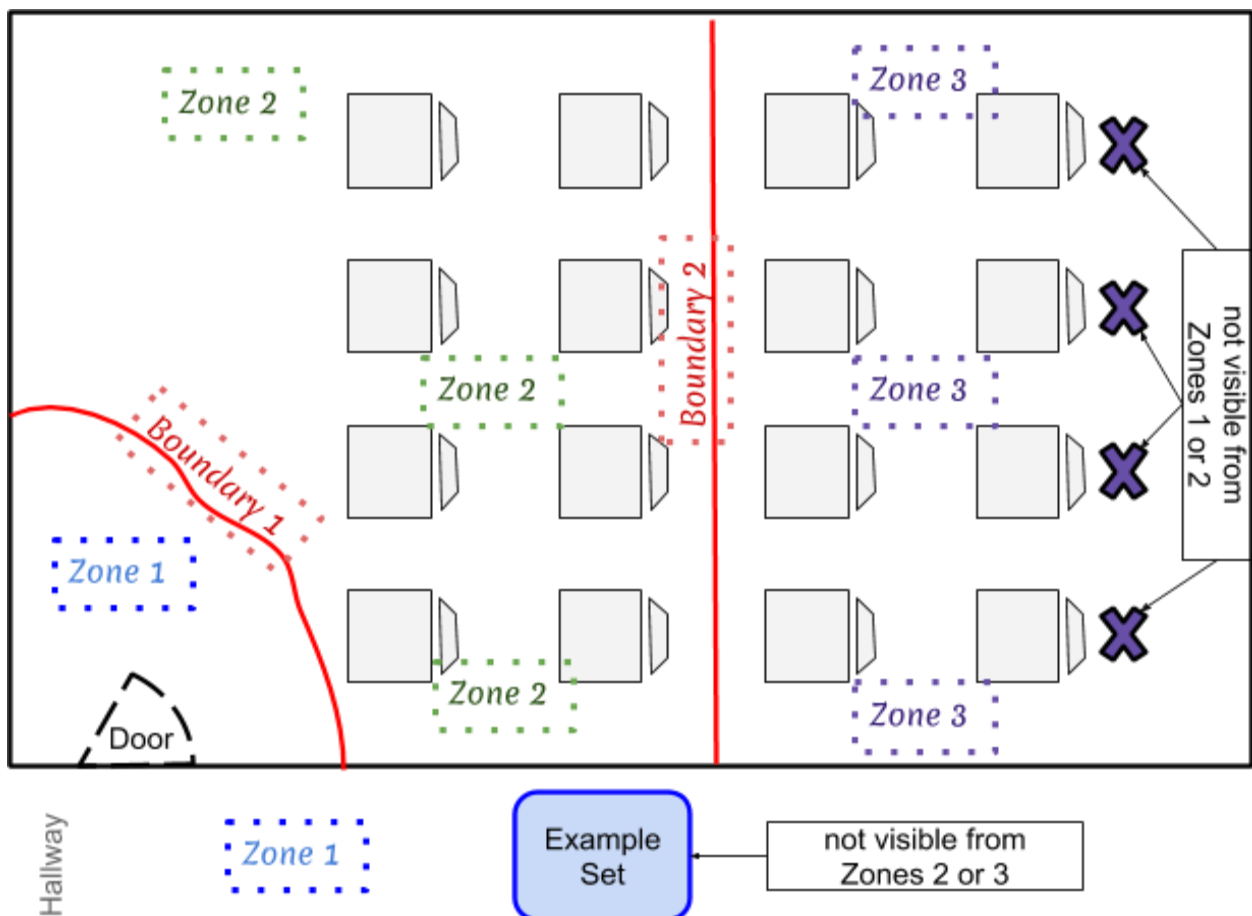 Zone 2
Zone 3
Boundary 2
not visible from
Zones 1 or 2
Zone 2
Zone 3
Boundary 1
Zone 1
Zone 2
Zone 3
Door
Hallway
Zone 1
Example
Set
not visible from
Zones 2 or 3